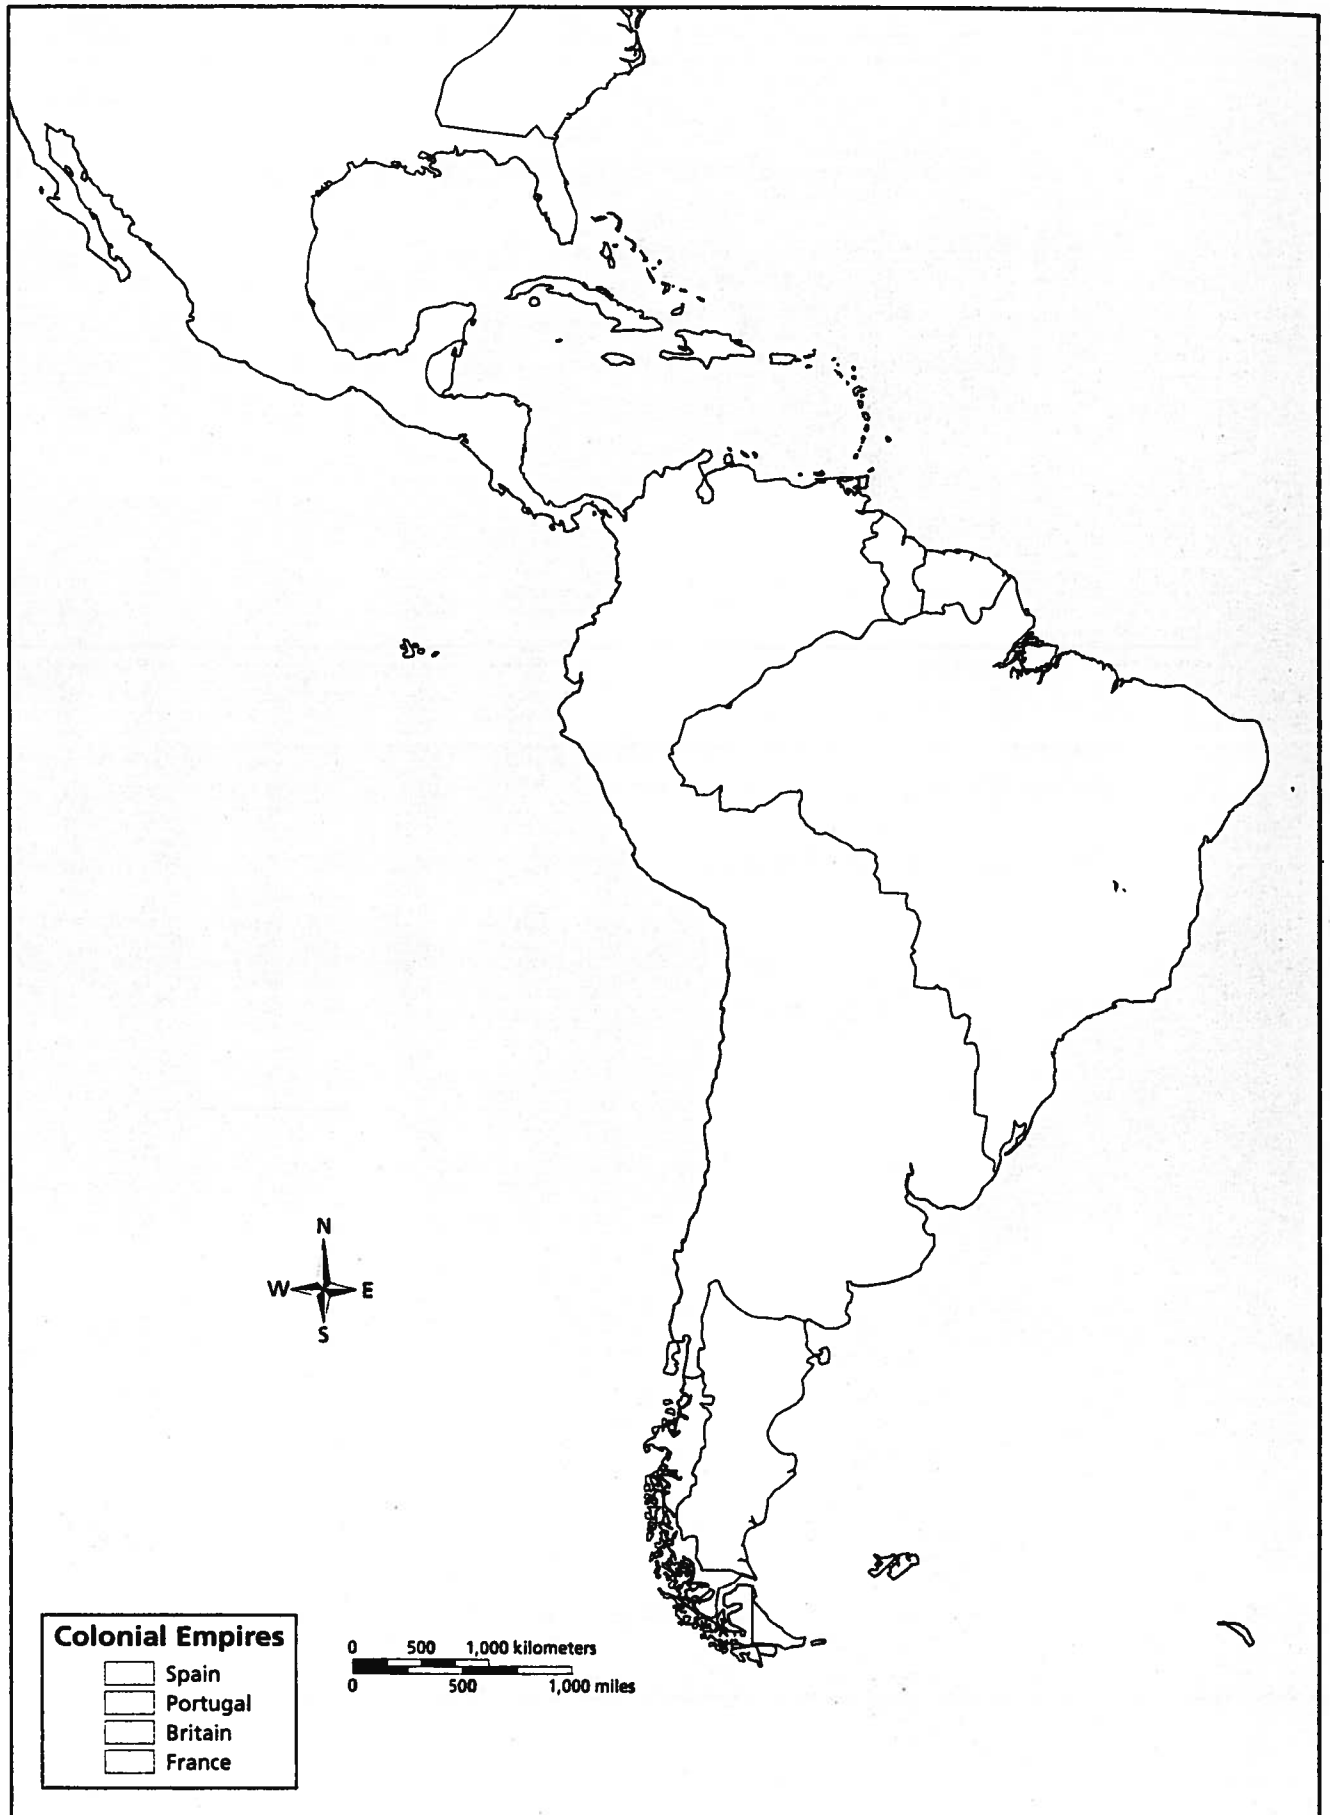 N
W E
S
Colonial Empires
Spain
Portugal
Britain
France
0 500 1,000 kilometers
0 500 1,000 miles